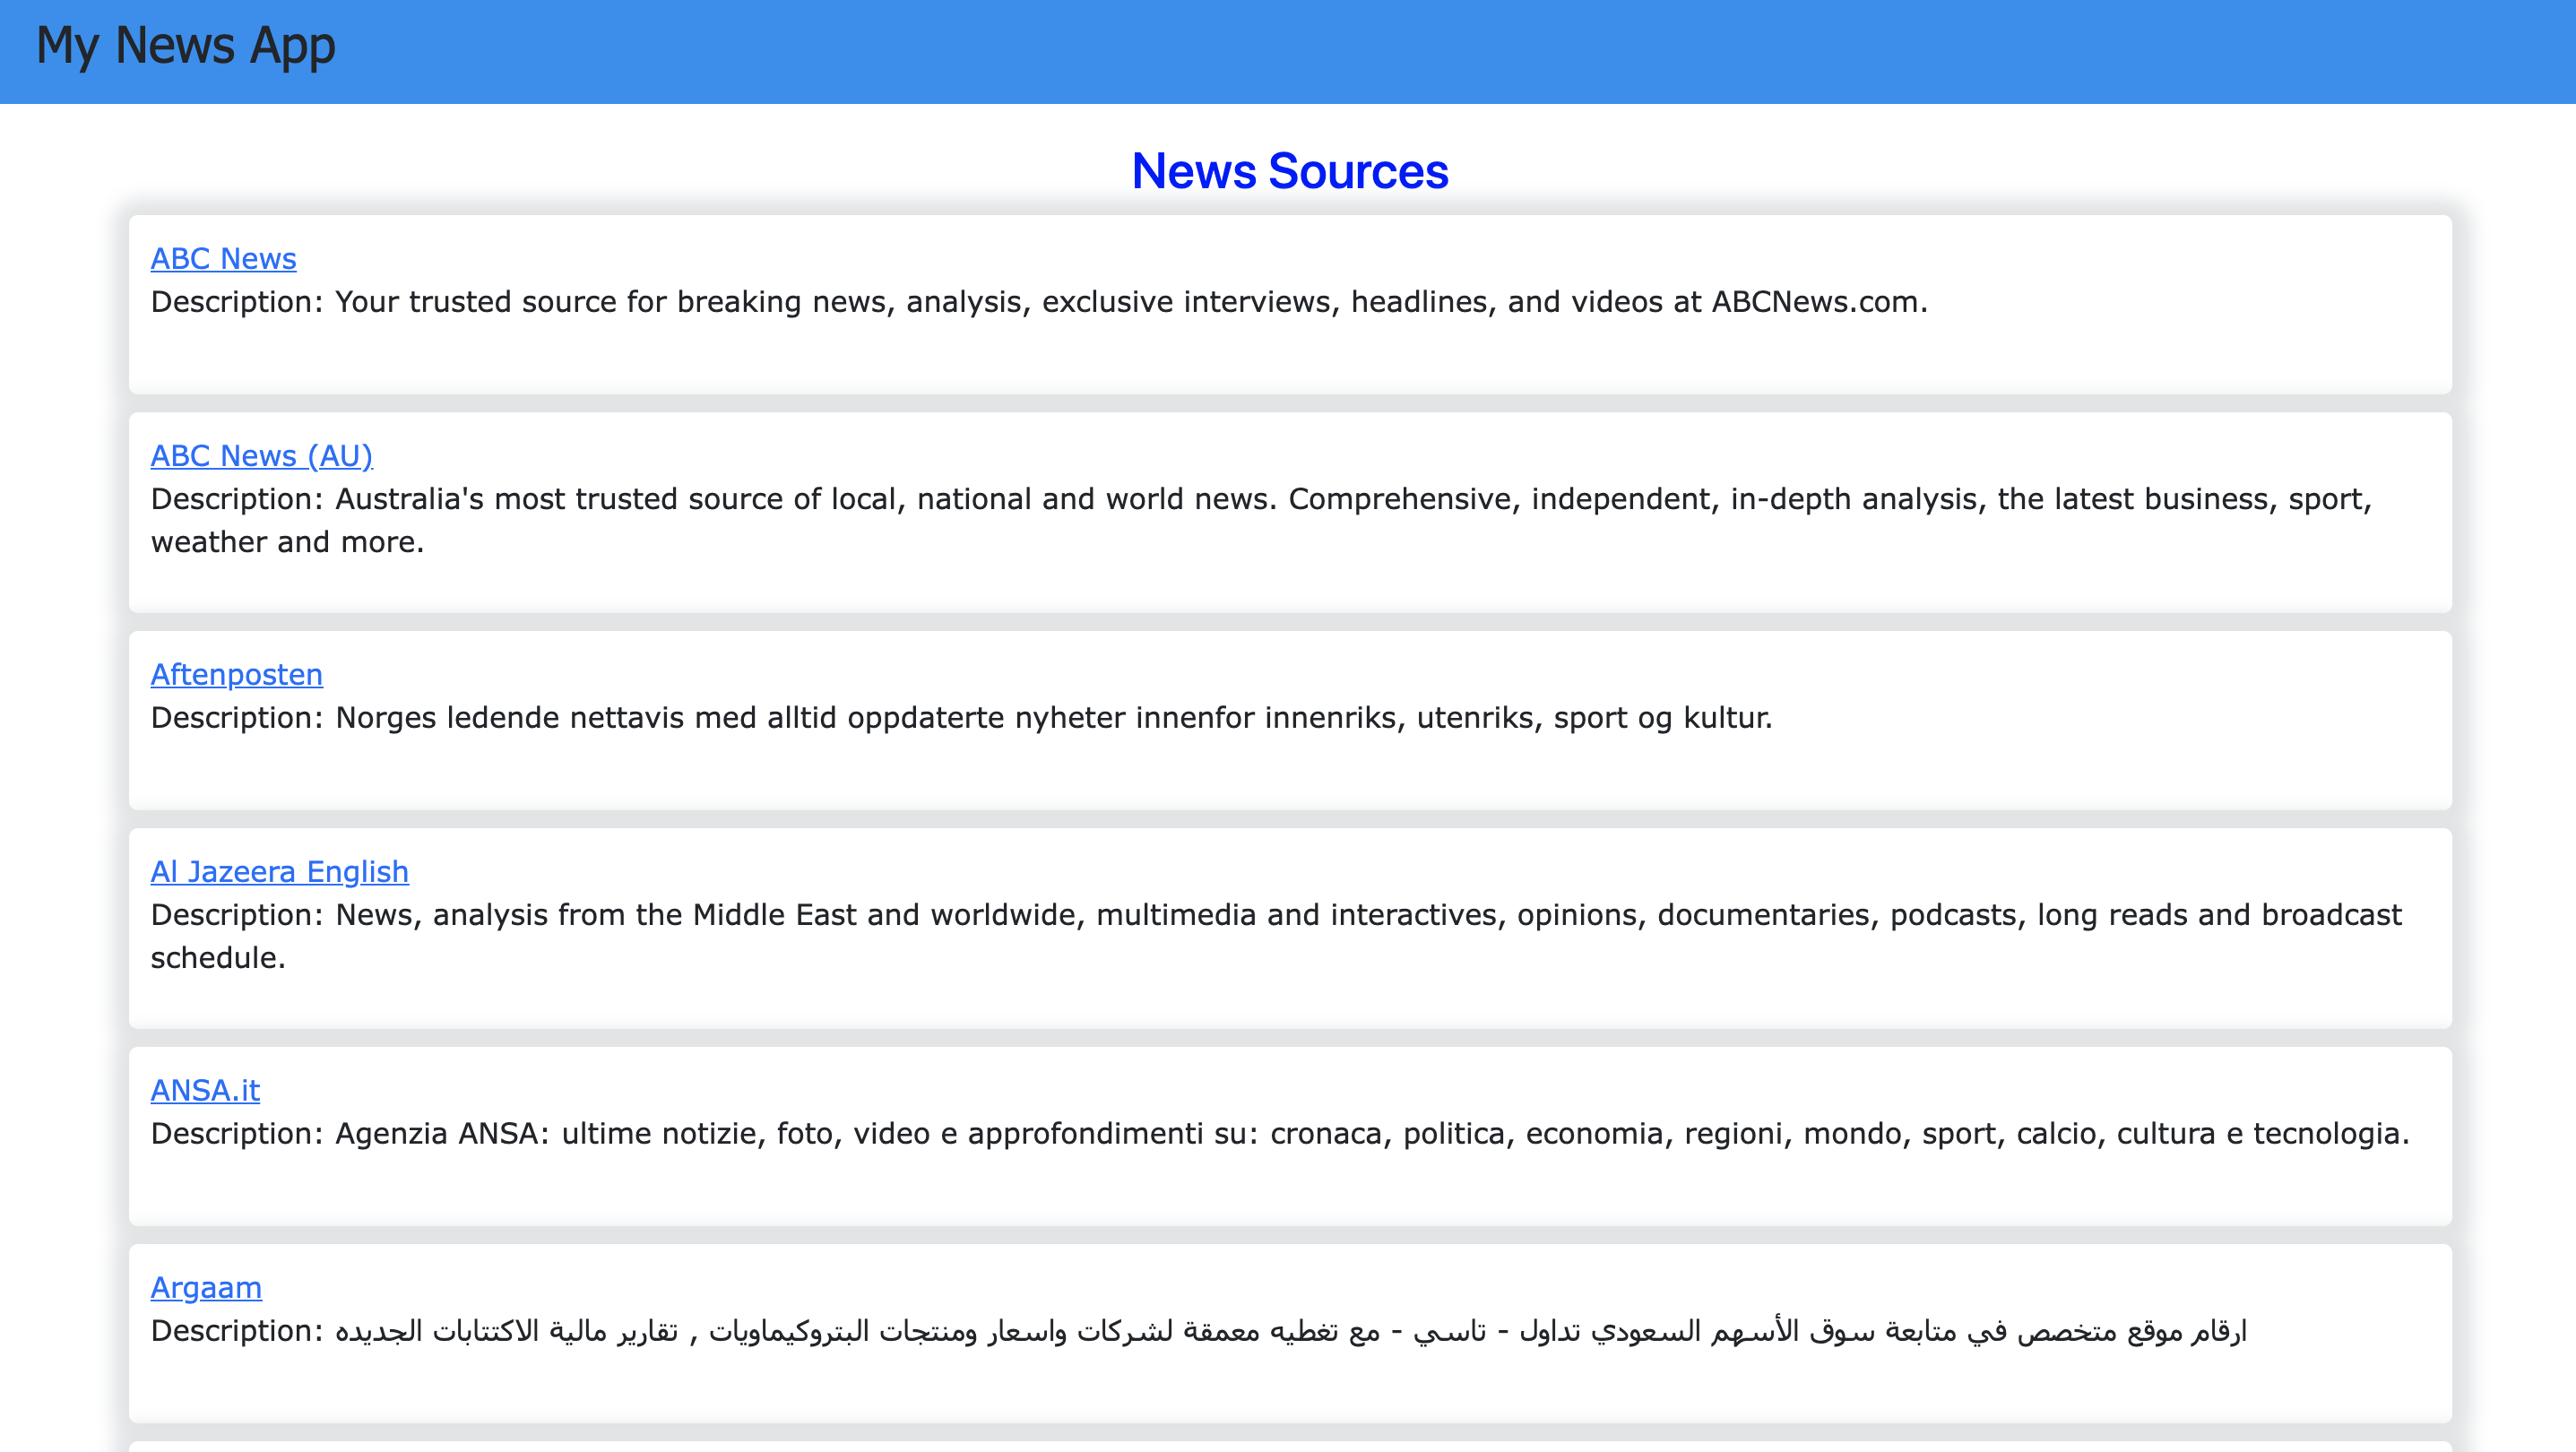 My News App
News Sources
ABC News
Description: Your trusted source for breaking news, analysis, exclusive interviews, headlines, and videos at ABCNews.com.
ABC News (AU)
Description: Australia's most trusted source of local, national and world news. Comprehensive, independent, in-depth analysis, the latest business, sport,
weather and more.
Aftenposten
Description: Norges ledende nettavis med alltid oppdaterte nyheter innenfor innenriks, utenriks, sport og kultur.
Al Jazeera English
Description: News, analysis from the Middle East and worldwide, multimedia and interactives, opinions, documentaries, podcasts, long reads and broadcast
schedule.
ANSA.it
Description: Agenzia ANSA: ultime notizie, foto, video e approfondimenti su: cronaca, politica, economia, regioni, mondo, sport, calcio, cultura e tecnologia.
Argaam
Description: ارقام موقع متخصص في متابعة سوق الأسهم السعودي تداول - تاسي - مع تغطيه معمقة لشركات واسعار ومنتجات البتروكيماويات , تقارير مالية الاكتتابات الجديده